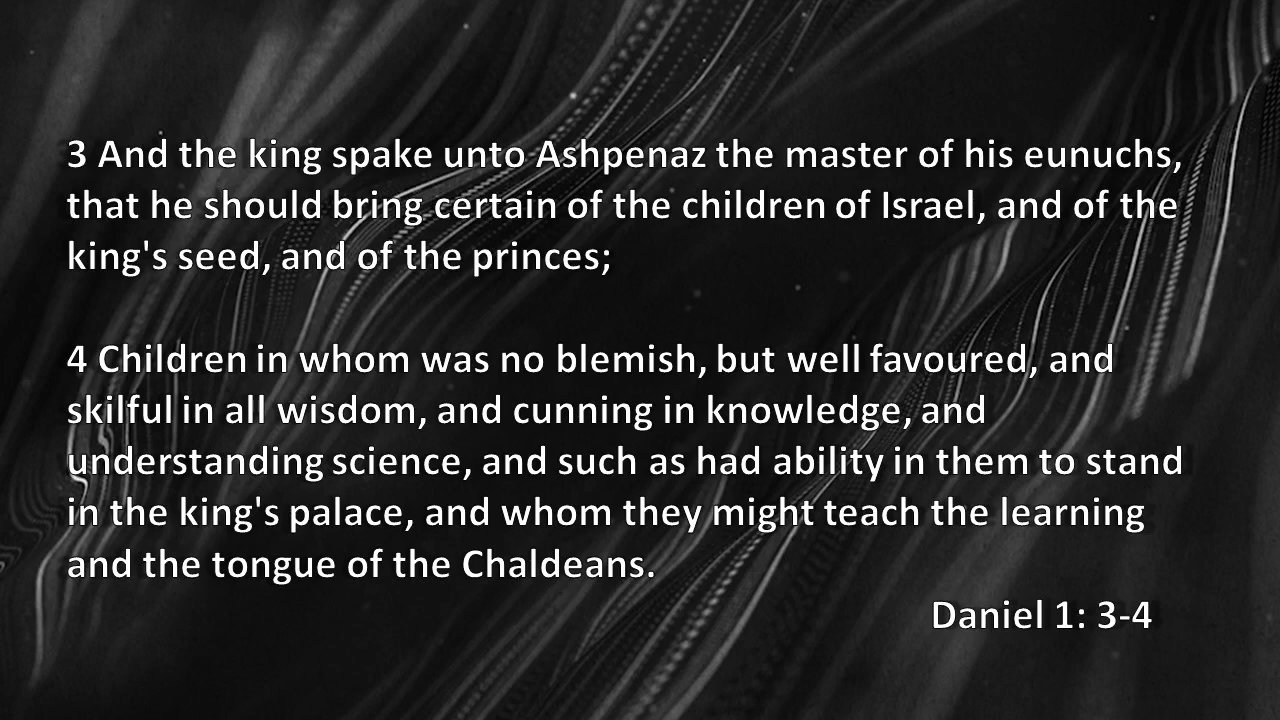 3 And the king spake unto Ashpenaz the master of his eunuchs,
that he should bring certain of the children of Israel, and of the
king's seed, and of the princes;
4 Children in whom was no blemish, but well favoured, and
skilful in all wisdom, and cunning in knowledge, and
understanding science, and such as had ability in them to stand
in the king's palace, and whom they might teach the learning
and the tongue of the Chaldeans.
Daniel 1: 3-4